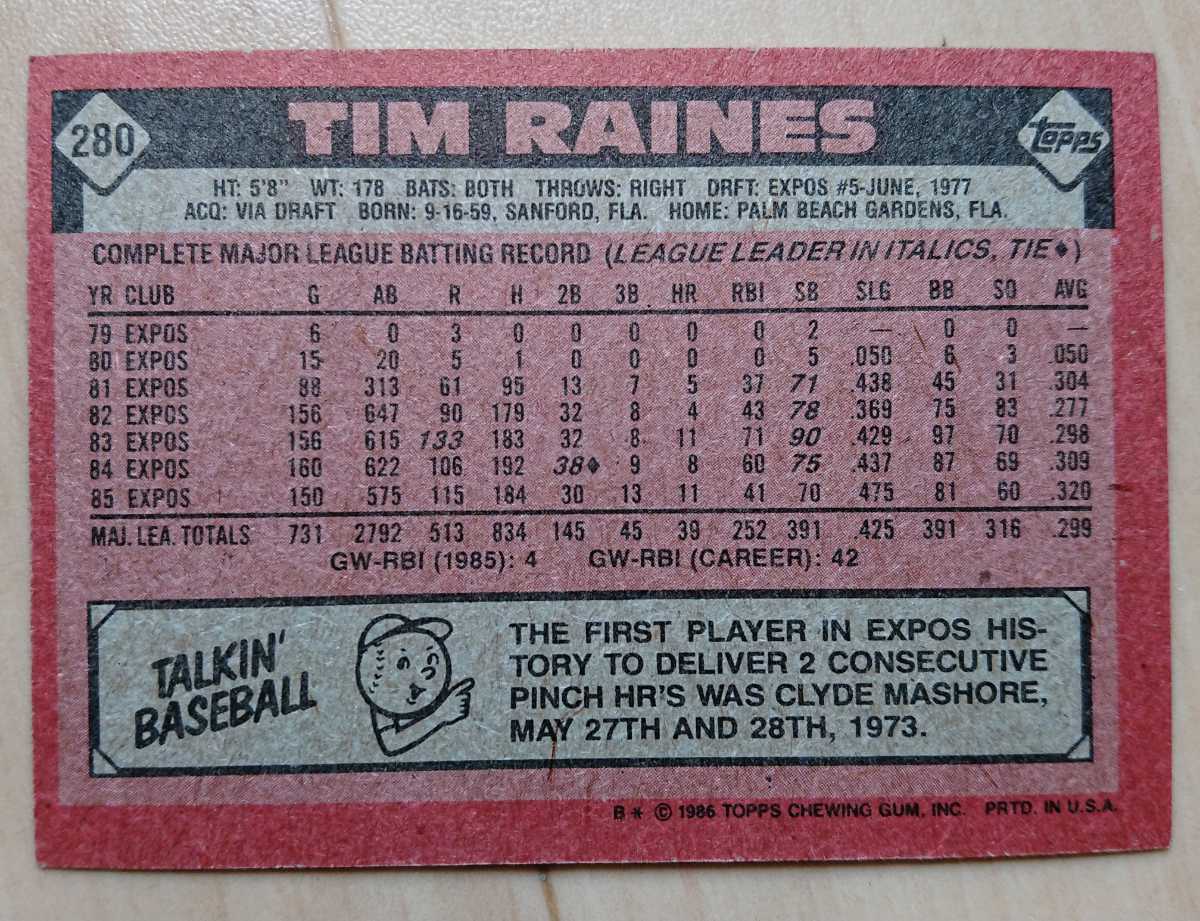 280 TIM RAINES topps
HT: 5'8" WT: 178 BATS: BOTH THROWS: RIGHT DRFT: EXPOS #5-JUNE, 1977
ACQ: VIA DRAFT BORN: 9-16-59, SANFORD, FLA. HOME: PALM BEACH GARDENS, FLA.
COMPLETE MAJOR LEAGUE BATTING RECORD (LEAGUE LEADER IN ITALICS, TIE♦)
YR CLUB G AB R H 2B 3B HR RBI SB SLG BB SO AVG
79 EXPOS 6 0 3 0 0 0 0 0 2 — 0 0 —
80 EXPOS 15 20 5 1 0 0 0 0 5 .050 6 3 .050
81 EXPOS 88 313 61 95 13 7 5 37 71 .438 45 31 .304
82 EXPOS 156 647 90 179 32 8 4 43 78 .369 75 83 .277
83 EXPOS 156 615 133 183 32 8 11 71 90 .429 97 70 .298
84 EXPOS 160 622 106 192 38♦ 9 8 60 75 .437 87 69 .309
85 EXPOS 150 575 115 184 30 13 11 41 70 .475 81 60 .320
MAJ. LEA. TOTALS 731 2792 513 834 145 45 39 252 391 .425 391 316 .299
GW-RBI (1985): 4 GW-RBI (CAREER): 42
TALKIN'
BASEBALL
THE FIRST PLAYER IN EXPOS HIS-
TORY TO DELIVER 2 CONSECUTIVE
PINCH HR'S WAS CLYDE MASHORE,
MAY 27TH AND 28TH, 1973.
B* © 1986 TOPPS CHEWING GUM, INC. PRTD. IN U.S.A.